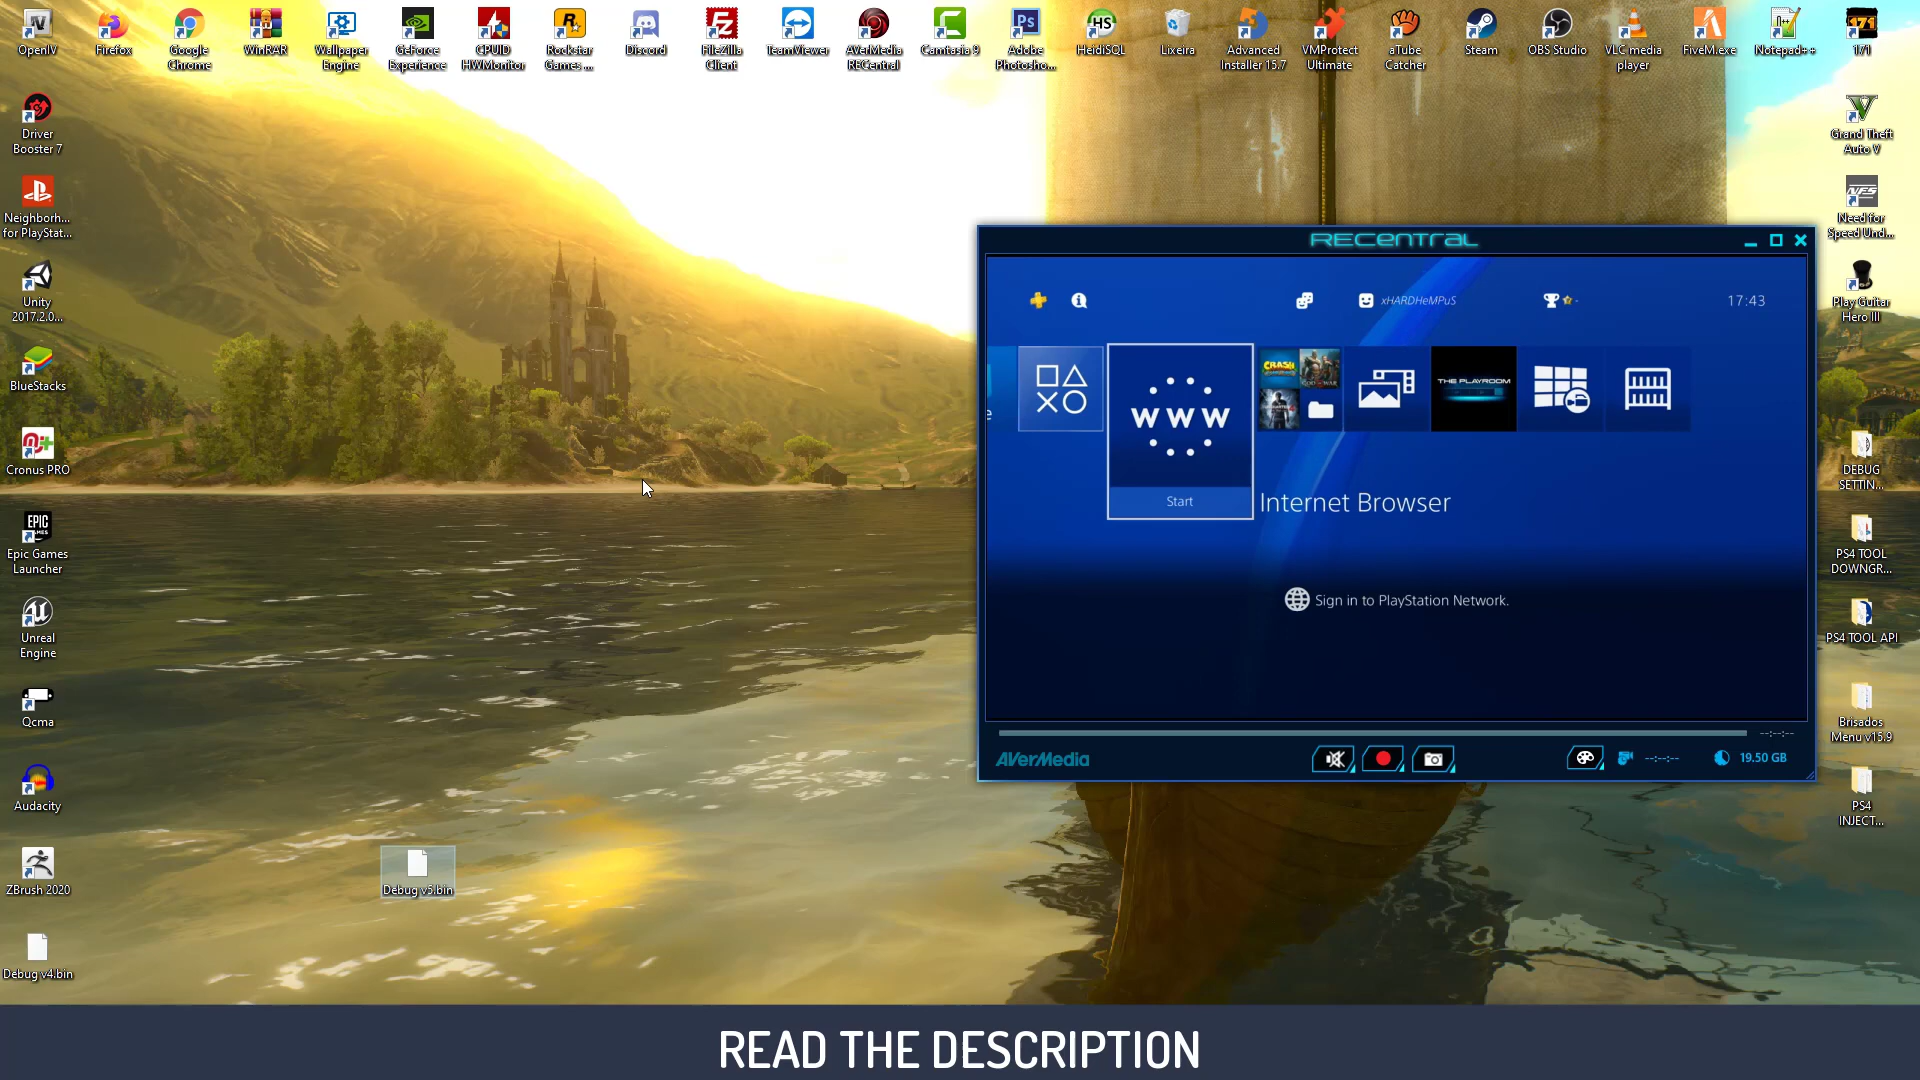 OpenIV
Firefox
Google
Chrome
WinRAR
Wallpaper
Engine
GeForce
Experience
CPUID
HWMonitor
Rockstar
Games ...
Discord
FileZilla
Client
TeamViewer
AVerMedia
RECentral
Camtasia 9
Adobe
Photosho...
HeidiSQL
Lixeira
Advanced
Installer 15.7
VMProtect
Ultimate
aTube
Catcher
Steam
OBS Studio
VLC media
player
FiveM.exe
Notepad++
171
Driver
Booster 7
Neighborh...
for PlayStat...
Unity
2017.2.0...
BlueStacks
Cronus PRO
Epic Games
Launcher
Unreal
Engine
Qcma
Audacity
ZBrush 2020
Debug v4.bin
Debug v5.bin
RECentral
xHARDHeMPuS
17:43
WWW
Start
Internet Browser
CRASH
THE PLAYROOM
Sign in to PlayStation Network.
--:--:--
AVerMedia
--:--:--
19.50 GB
Grand Theft
Auto V
Need for
Speed Und...
Play Guitar
Hero III
DEBUG
SETTIN...
PS4 TOOL
DOWNGR...
PS4 TOOL API
Brisados
Menu v15.9
PS4
INJECT...
READ THE DESCRIPTION